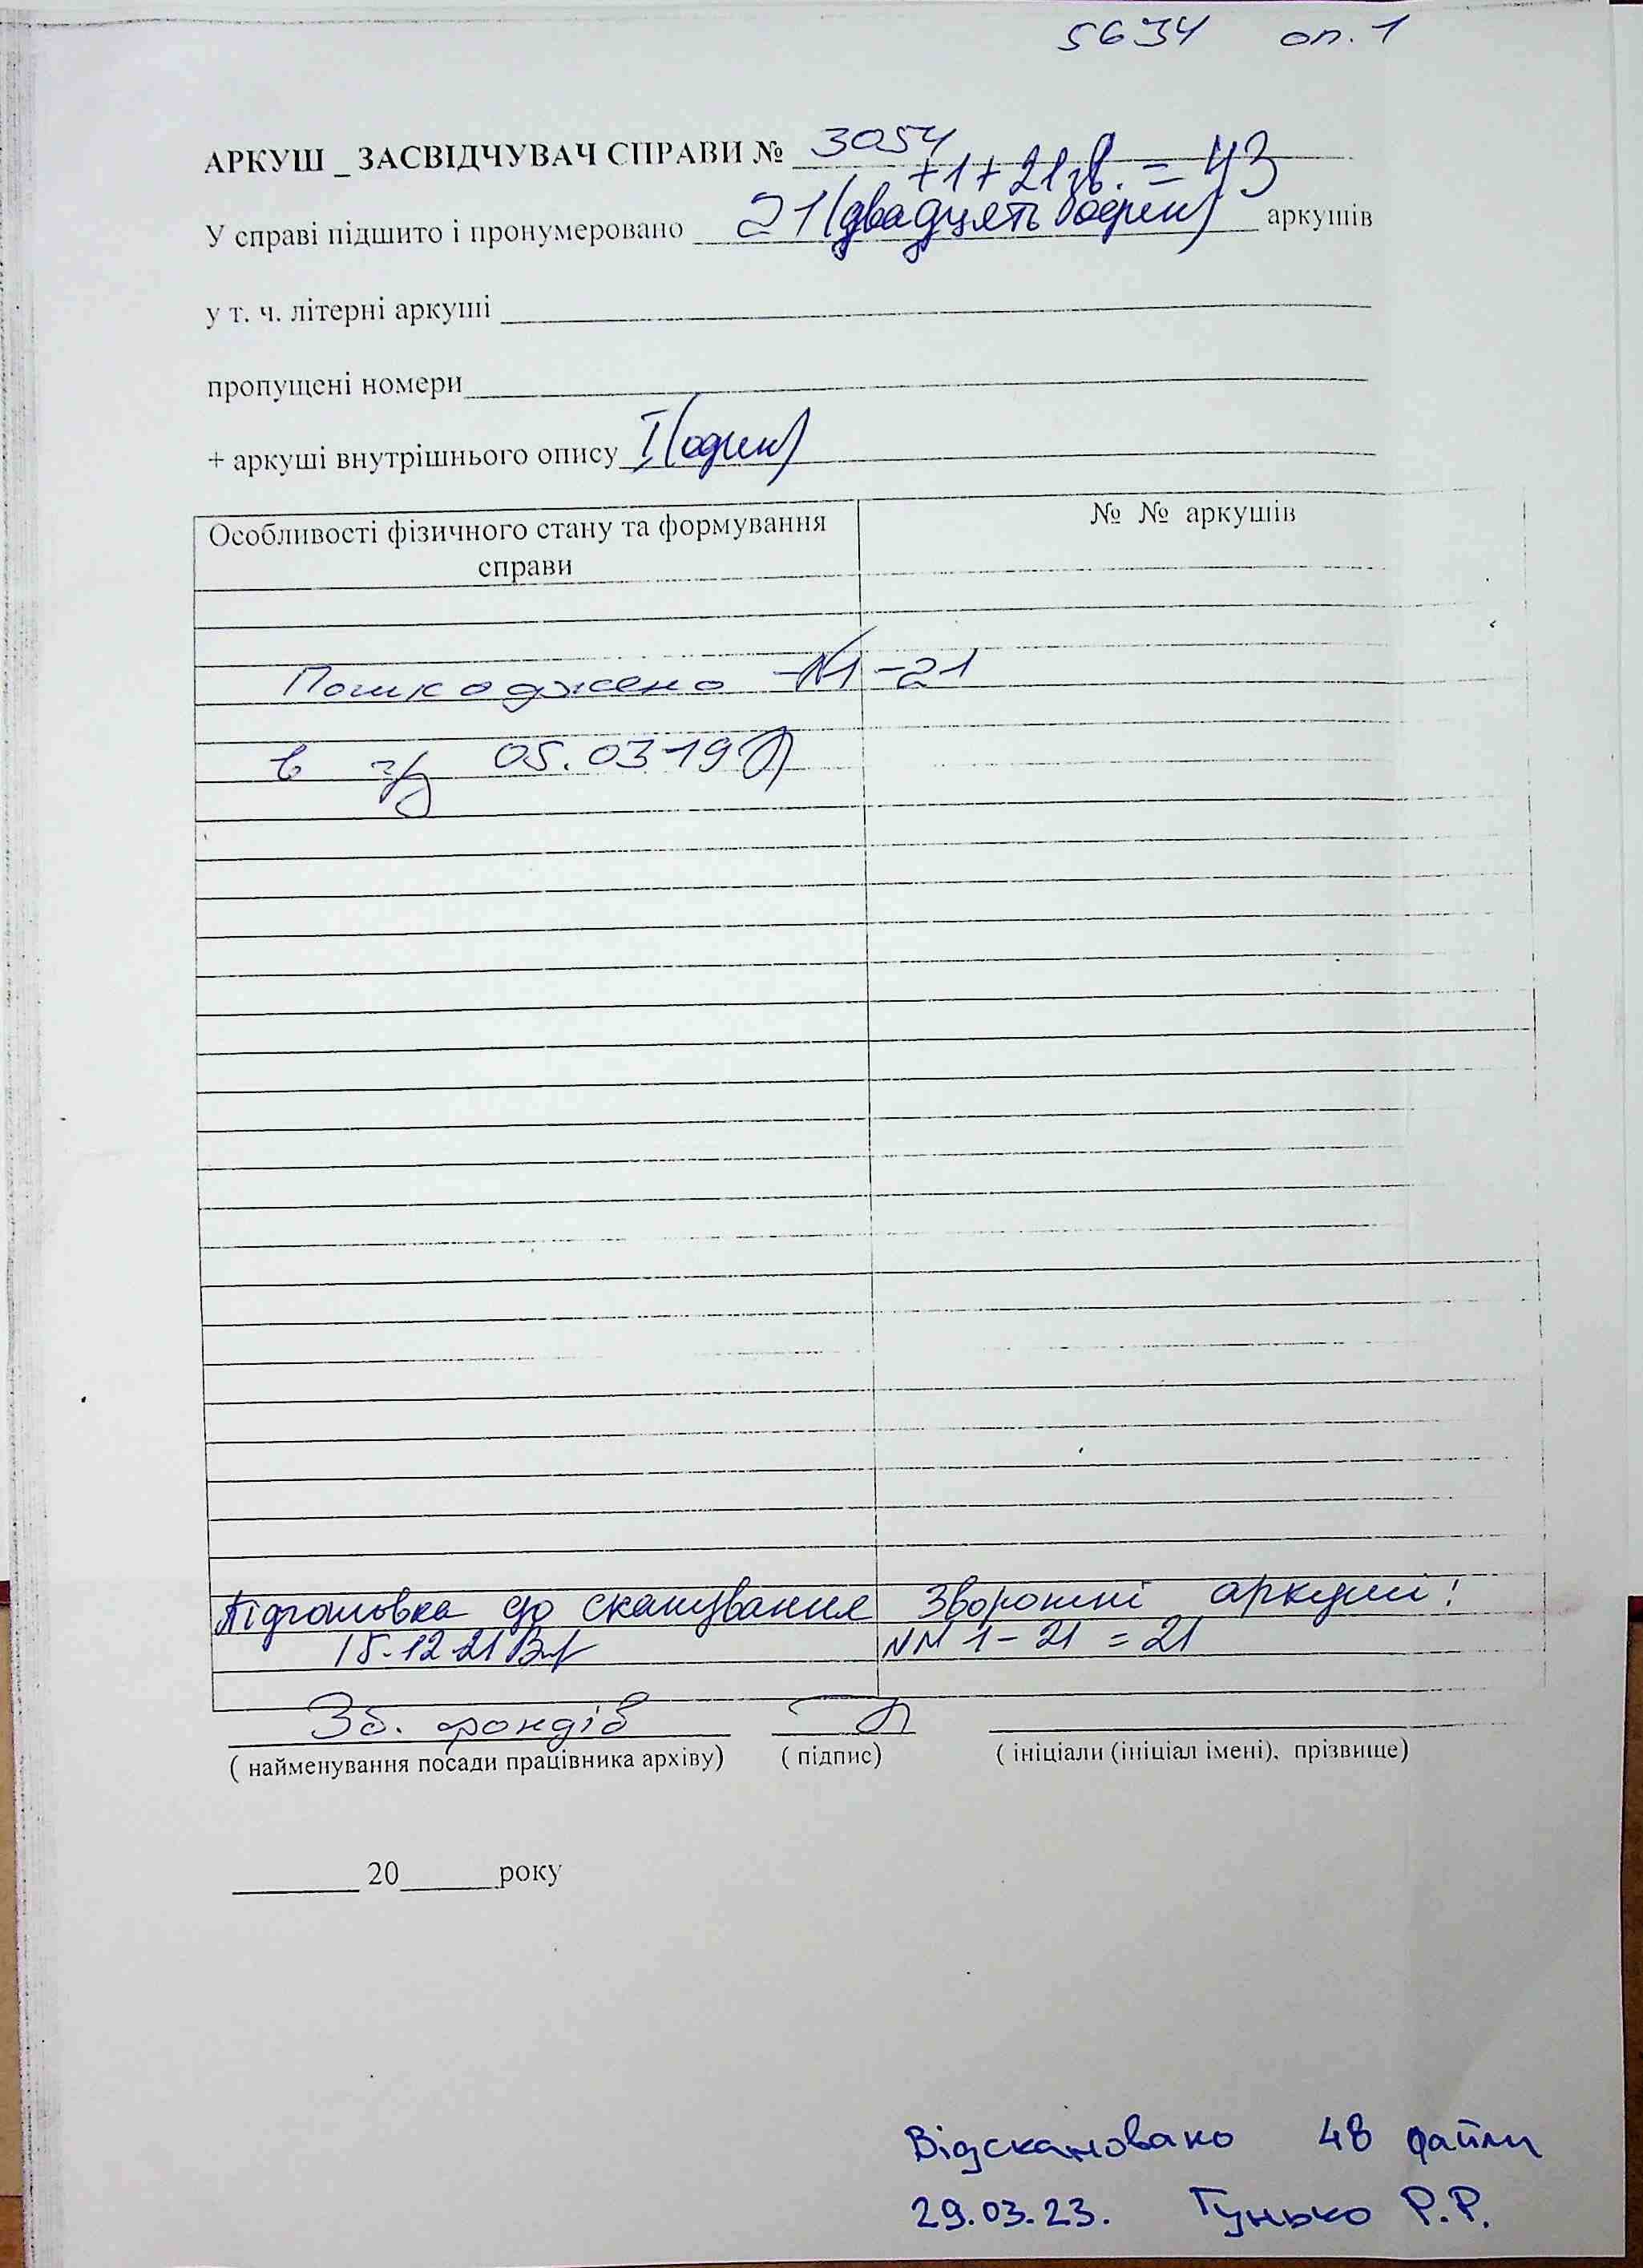 5634 оп. 1
АРКУШ _ ЗАСВІДЧУВАЧ СПРАВИ № 3054
+1+21зв. = 43
У справі підшито і пронумеровано 21 (двадцять один) аркушів
у т. ч. літерні аркуші
пропущені номери
+ аркуші внутрішнього опису I (один)
Особливості фізичного стану та формування справи
№ № аркушів
Пошкоджено №1-21
в 05.03.19
Підготовка до сканування Зворотні аркуші:
15.12.21 №№ 1-21 = 21
Зб. фондів
( найменування посади працівника архіву) ( підпис) ( ініціали (ініціал імені), прізвище)
20 року
Відскановано 48 файли
29.03.23. Гунько Р.Р.